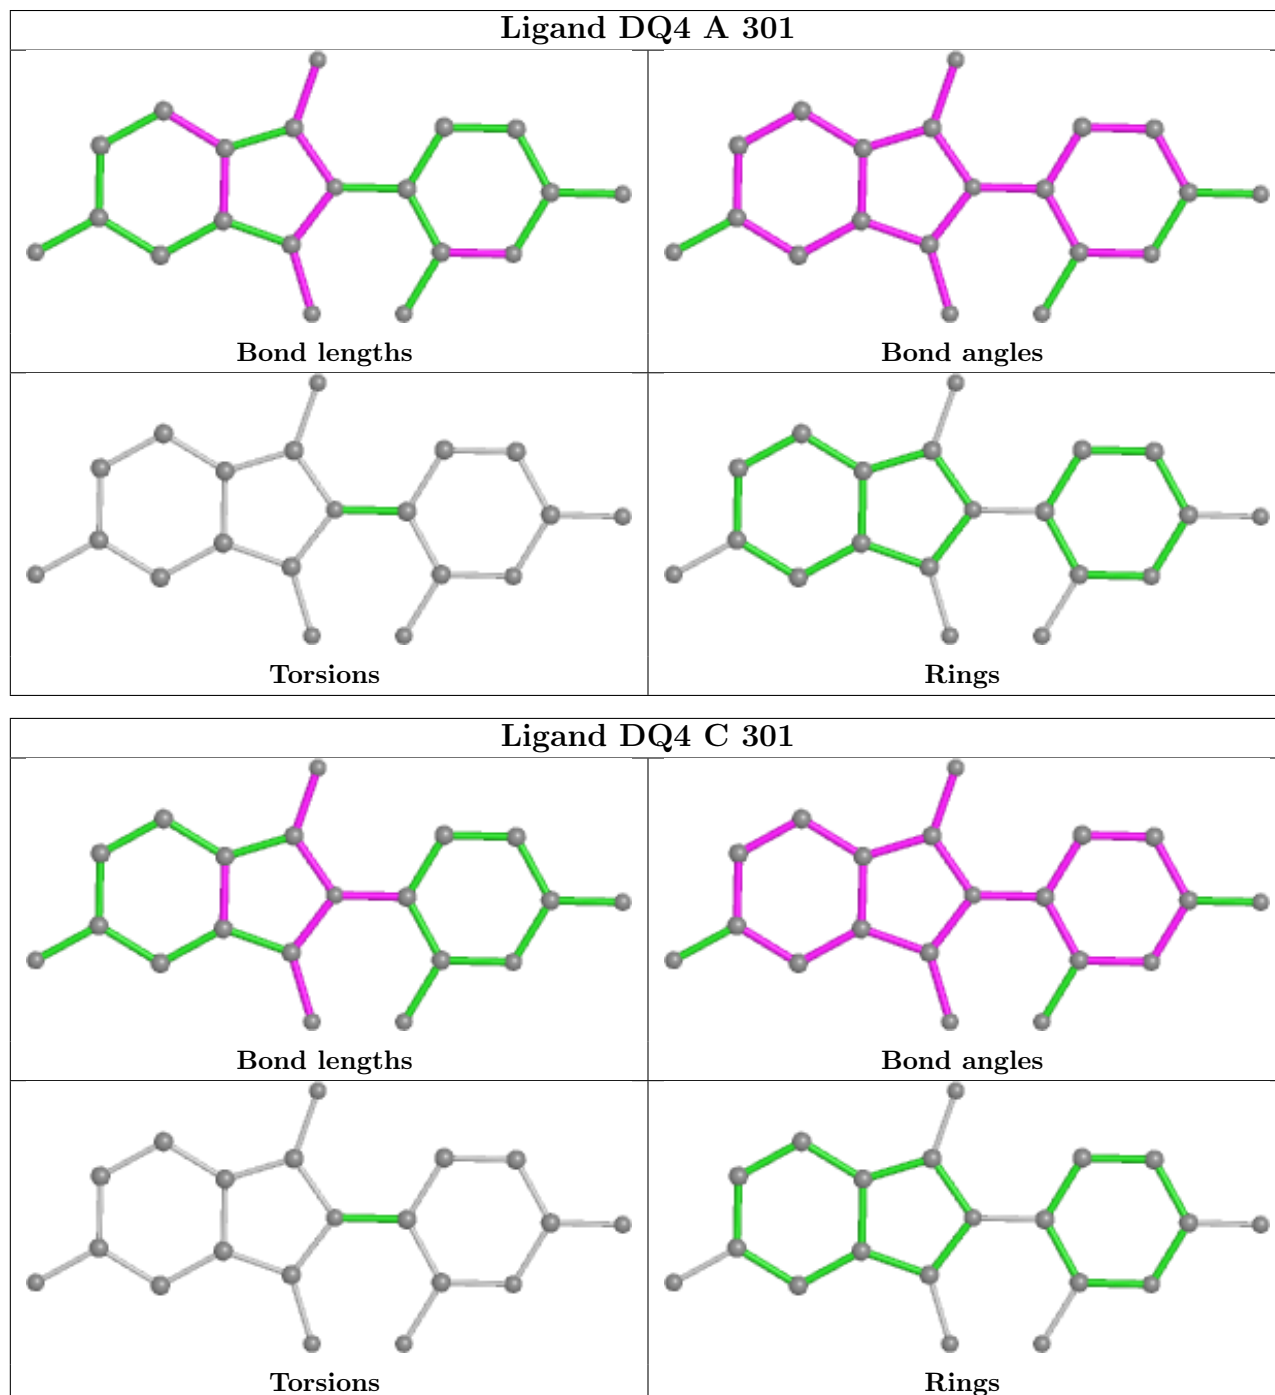 Ligand DQ4 A 301
Bond lengths
Bond angles
Torsions
Rings
Ligand DQ4 C 301
Bond lengths
Bond angles
Torsions
Rings